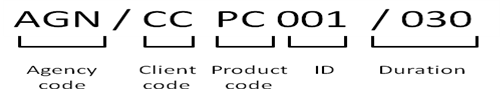 AGN / CC PC 001 / 030
Agency code Client code Product code ID Duration